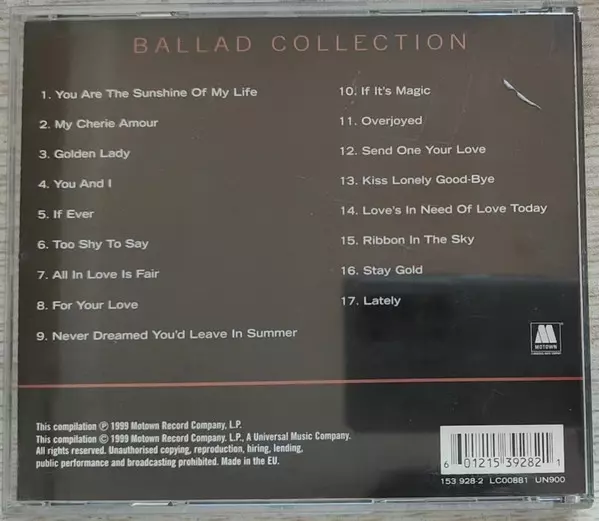 BALLAD COLLECTION
1. You Are The Sunshine Of My Life
2. My Cherie Amour
3. Golden Lady
4. You And I
5. If Ever
6. Too Shy To Say
7. All In Love Is Fair
8. For Your Love
9. Never Dreamed You'd Leave In Summer
10. If It's Magic
11. Overjoyed
12. Send One Your Love
13. Kiss Lonely Good-Bye
14. Love's In Need Of Love Today
15. Ribbon In The Sky
16. Stay Gold
17. Lately
MOTOWN
This compilation ℗ 1999 Motown Record Company, L.P.
This compilation © 1999 Motown Record Company. L.P., A Universal Music Company.
All rights reserved. Unauthorised copying, reproduction, hiring, lending,
public performance and broadcasting prohibited. Made in the EU.
6 01215 39282 1
153 928-2 LC00881 UN900